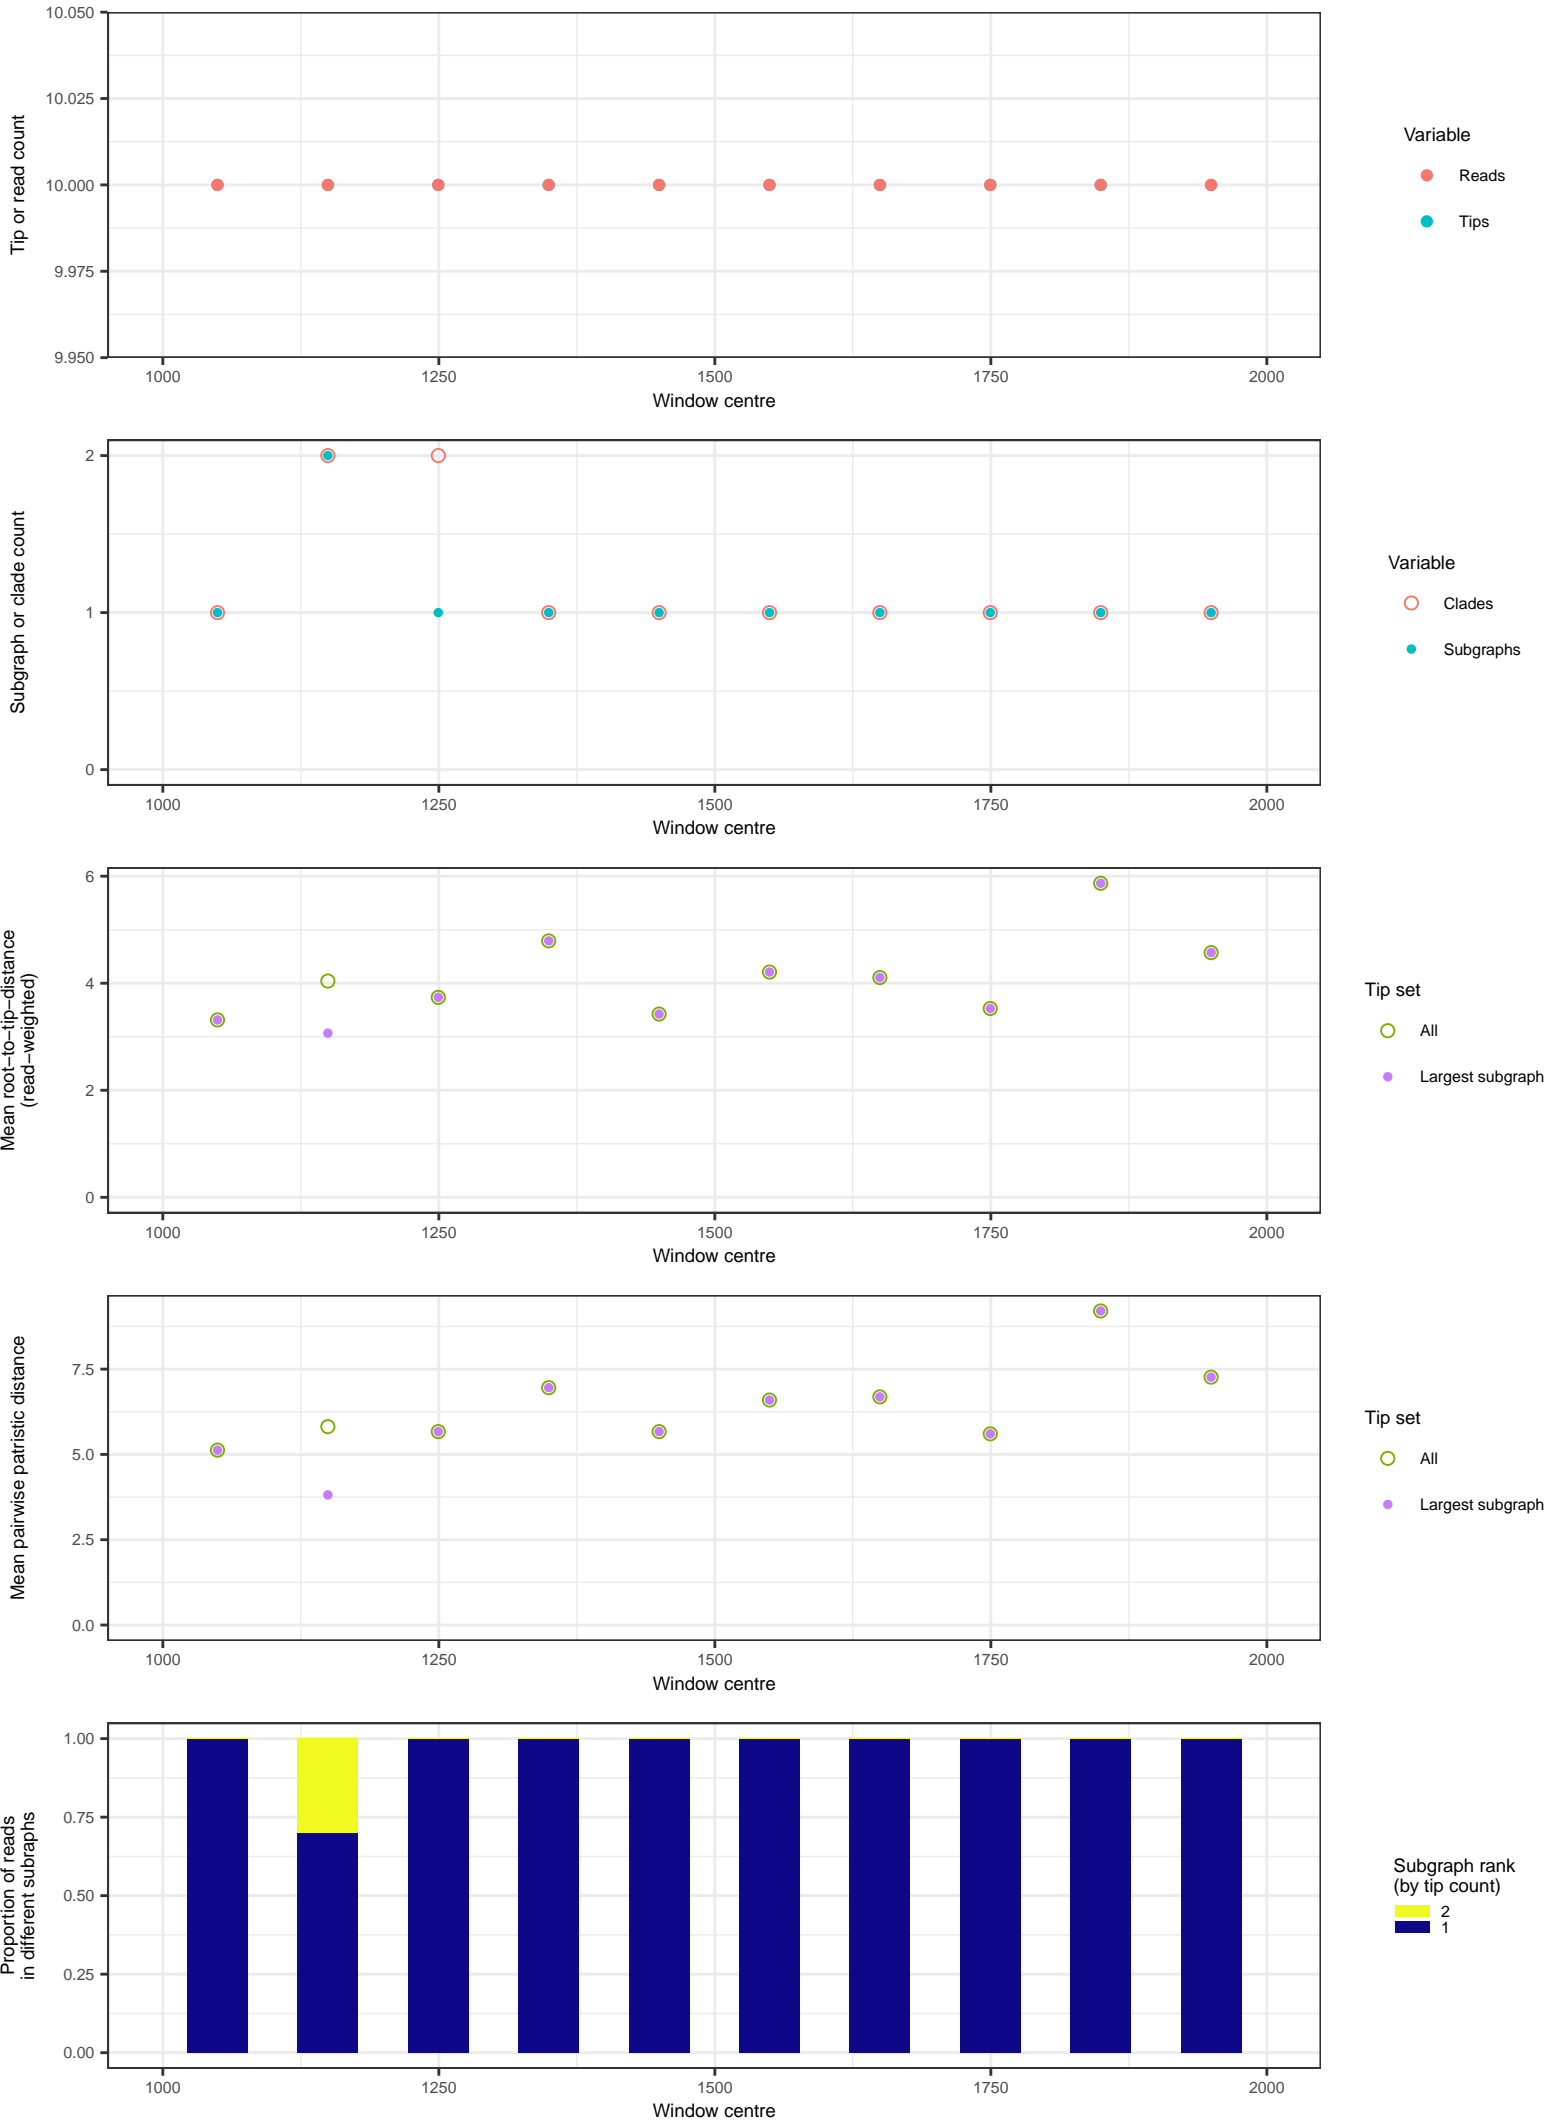 10.050
10.025
10.000
9.975
9.950
Tip or read count
1000 1250 1500 1750 2000
Window centre
Variable
Reads
Tips
2
1
0
Subgraph or clade count
1000 1250 1500 1750 2000
Window centre
Variable
Clades
Subgraphs
6
4
2
0
Mean root−to−tip−distance
(read−weighted)
1000 1250 1500 1750 2000
Window centre
Tip set
All
Largest subgraph
7.5
5.0
2.5
0.0
Mean pairwise patristic distance
1000 1250 1500 1750 2000
Window centre
Tip set
All
Largest subgraph
1.00
0.75
0.50
0.25
0.00
Proportion of reads
in different subraphs
1000 1250 1500 1750 2000
Window centre
Subgraph rank
(by tip count)
2
1